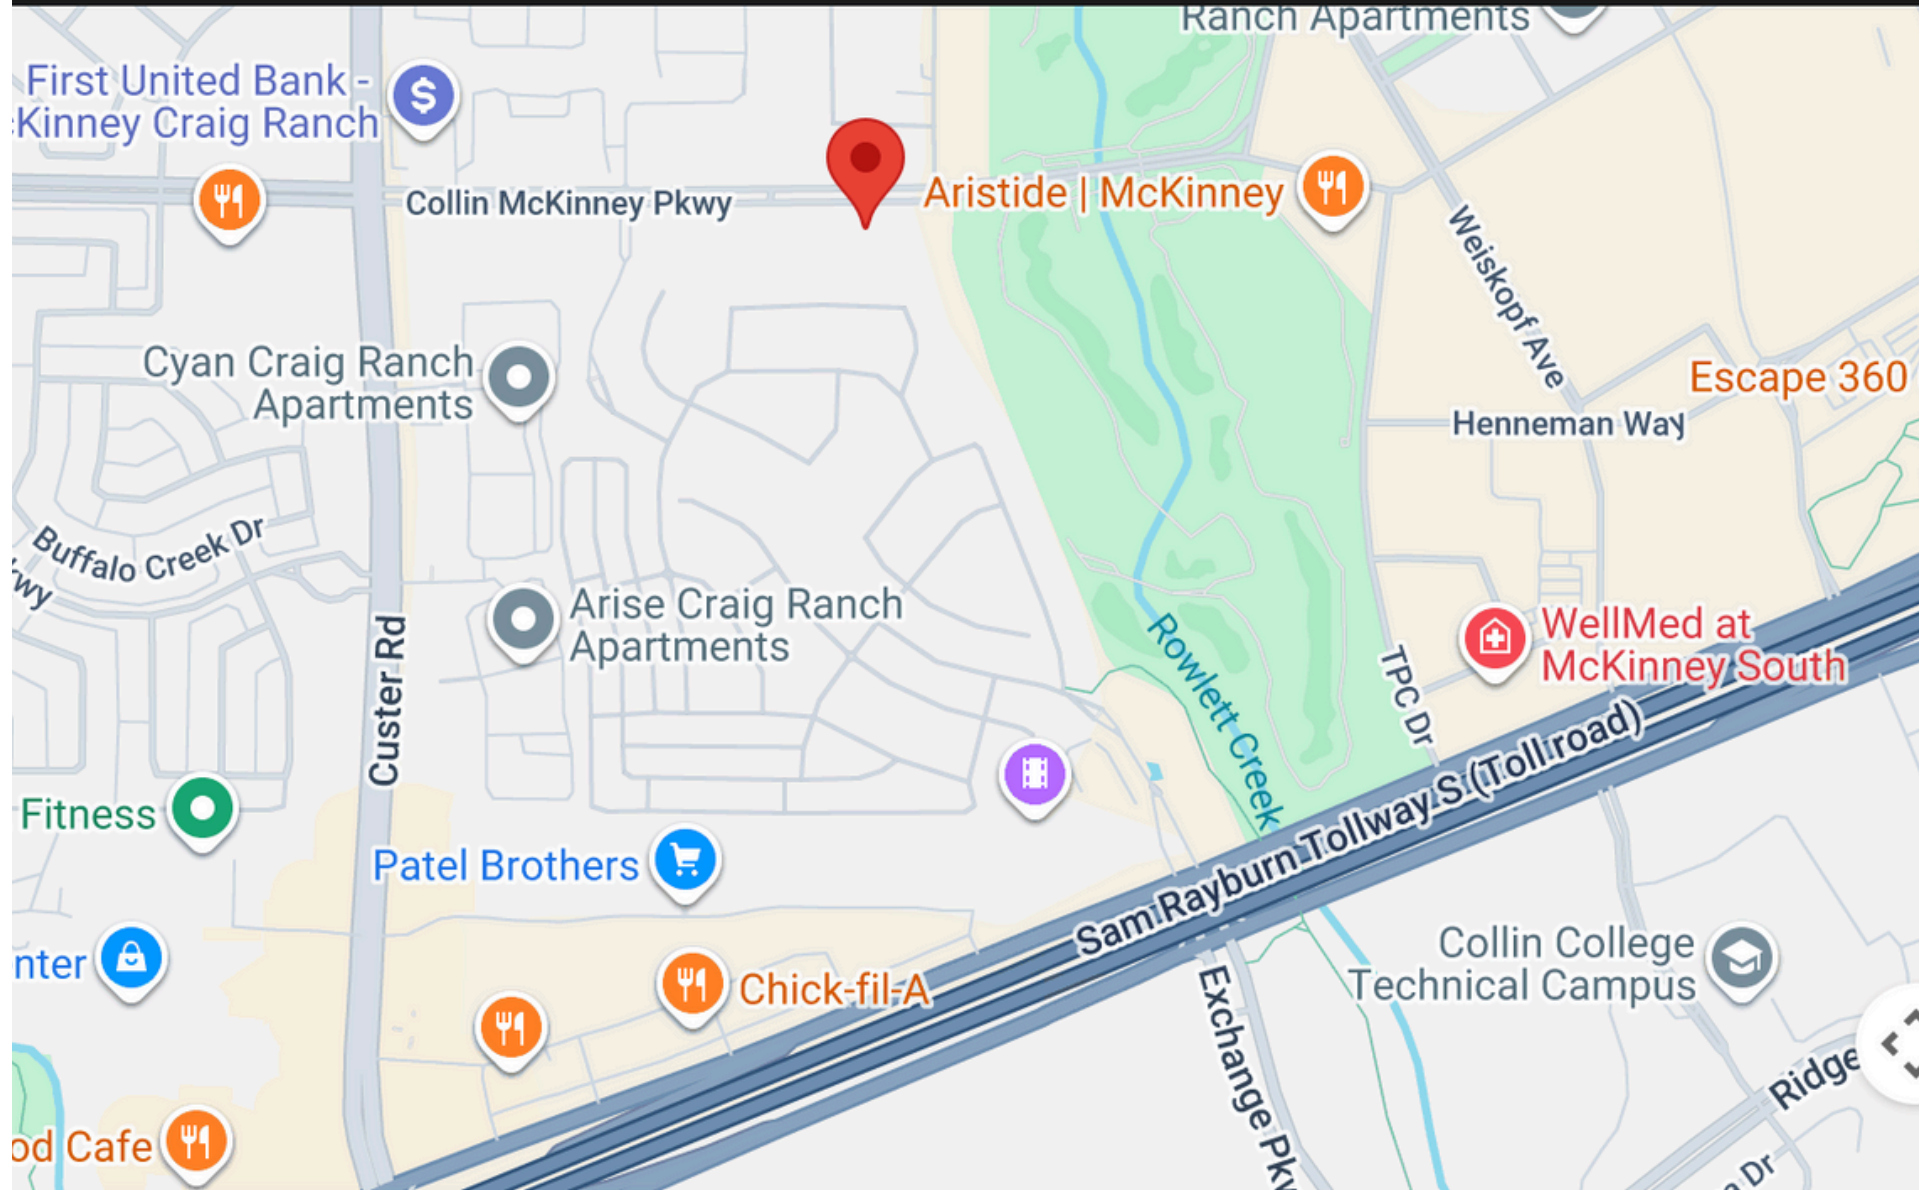 Ranch Apartments
First United Bank -
Kinney Craig Ranch
Collin McKinney Pkwy
Aristide | McKinney
Weiskopf Ave
Cyan Craig Ranch
Apartments
Escape 360
Henneman Way
Buffalo Creek Dr
wy
Custer Rd
Arise Craig Ranch
Apartments
Rowlett Creek
TPC Dr
WellMed at
McKinney South
Fitness
Patel Brothers
Sam Rayburn Tollway S (Toll road)
nter
Chick-fil-A
Exchange Pkw
Collin College
Technical Campus
Ridge
od Cafe
Dr